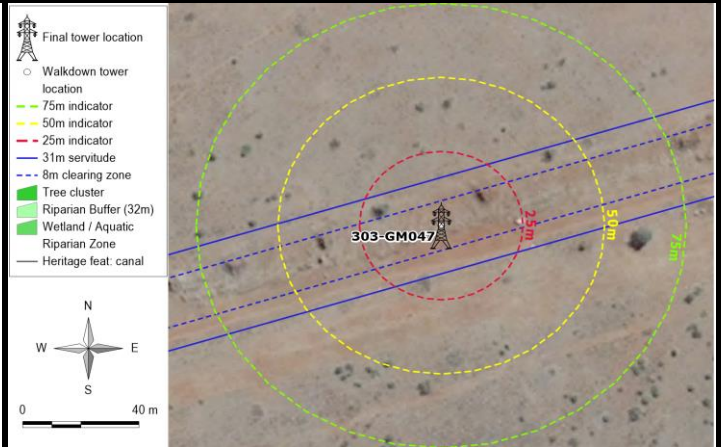 Final tower location
Walkdown tower
location
75m indicator
50m indicator
25m indicator
31m servitude
8m clearing zone
Tree cluster
Riparian Buffer (32m)
Wetland / Aquatic
Riparian Zone
Heritage feat: canal
N
W E
S
0 40 m
303-GM047
25m
50m
75m